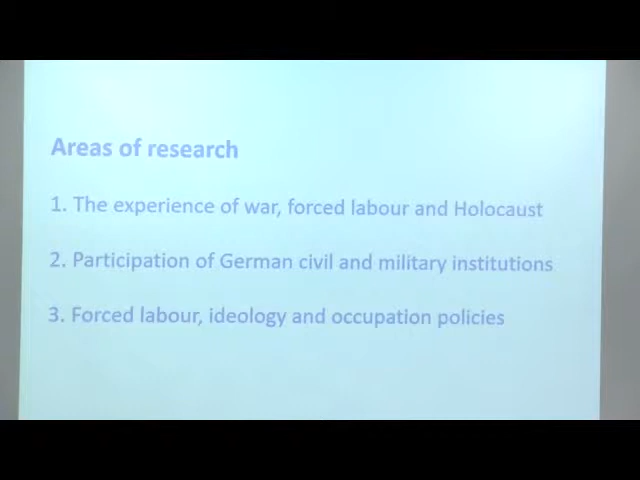 Areas of research
1. The experience of war, forced labour and Holocaust
2. Participation of German civil and military institutions
3. Forced labour, ideology and occupation policies